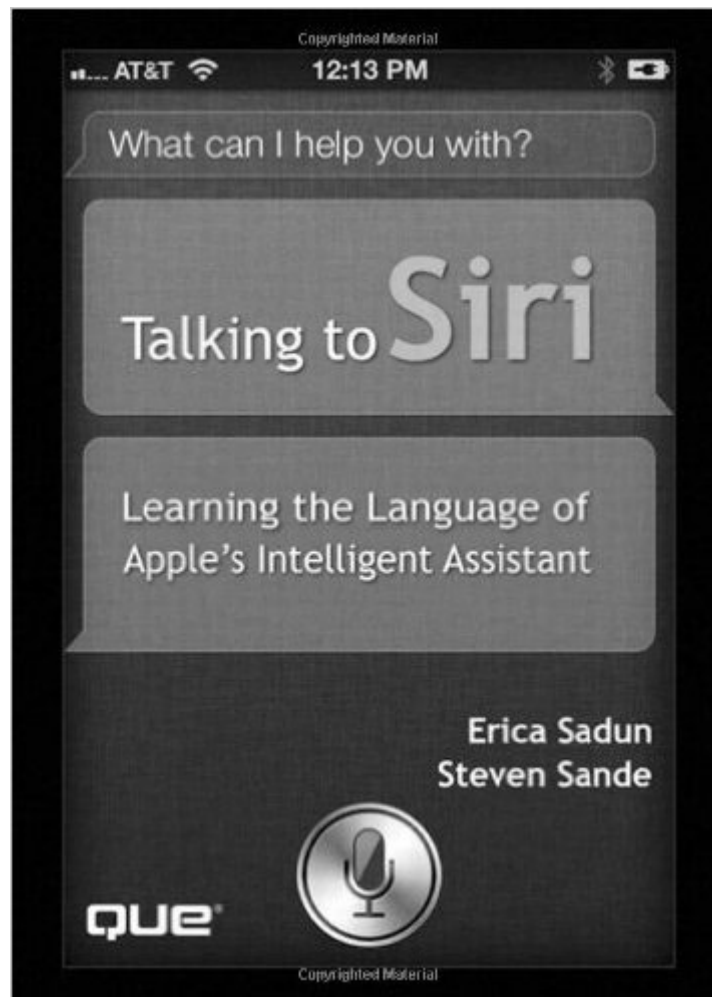 Copyrighted Material
AT&T 12:13 PM
What can I help you with?
Talking to Siri
Learning the Language of
Apple's Intelligent Assistant
Erica Sadun
Steven Sande
que®
Copyrighted Material